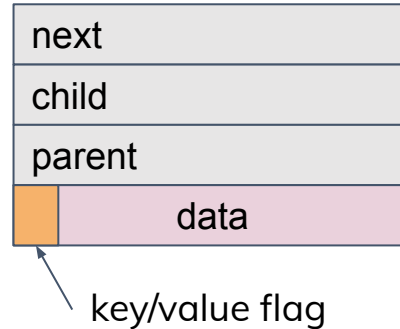 next
child
parent
data
key/value flag